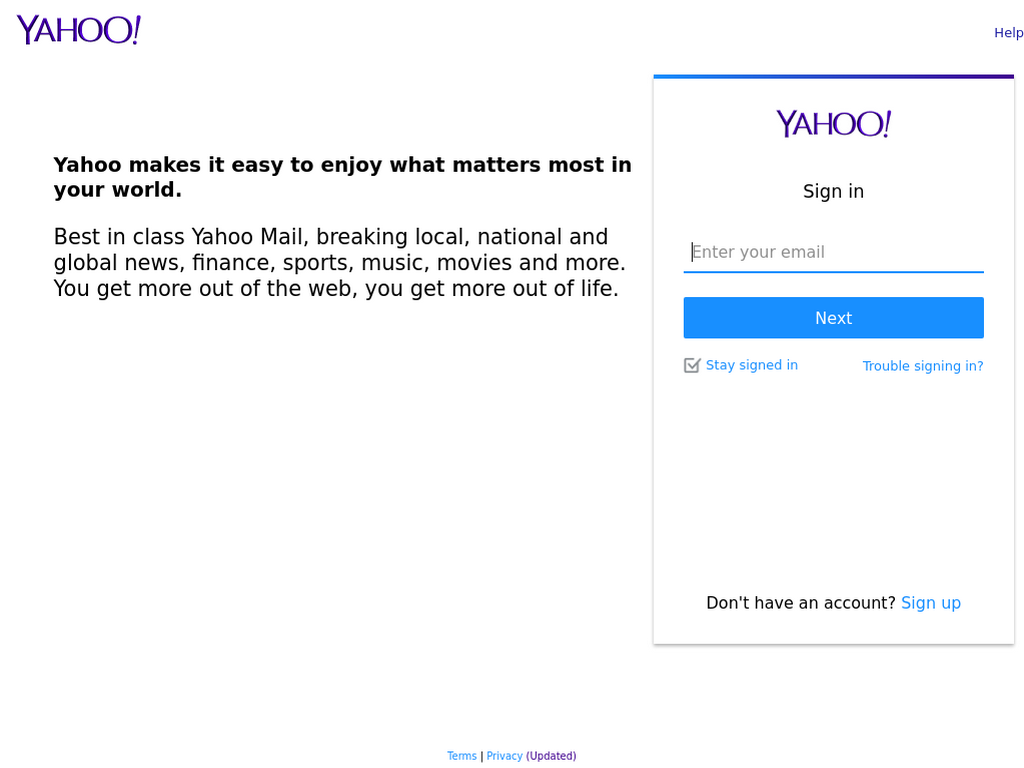 YAHOO!
Help
Yahoo makes it easy to enjoy what matters most in
your world.
Best in class Yahoo Mail, breaking local, national and
global news, finance, sports, music, movies and more.
You get more out of the web, you get more out of life.
YAHOO!
Sign in
Enter your email
Next
Stay signed in
Trouble signing in?
Don't have an account? Sign up
Terms | Privacy (Updated)